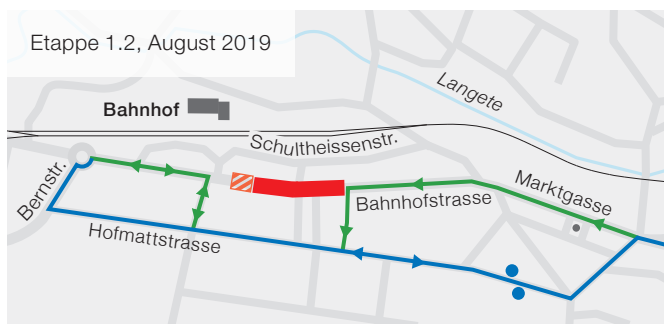 Etappe 1.2, August 2019
Langete
Bahnhof
Schultheissenstr.
Marktgasse
Bernstr.
Bahnhofstrasse
Hofmattstrasse